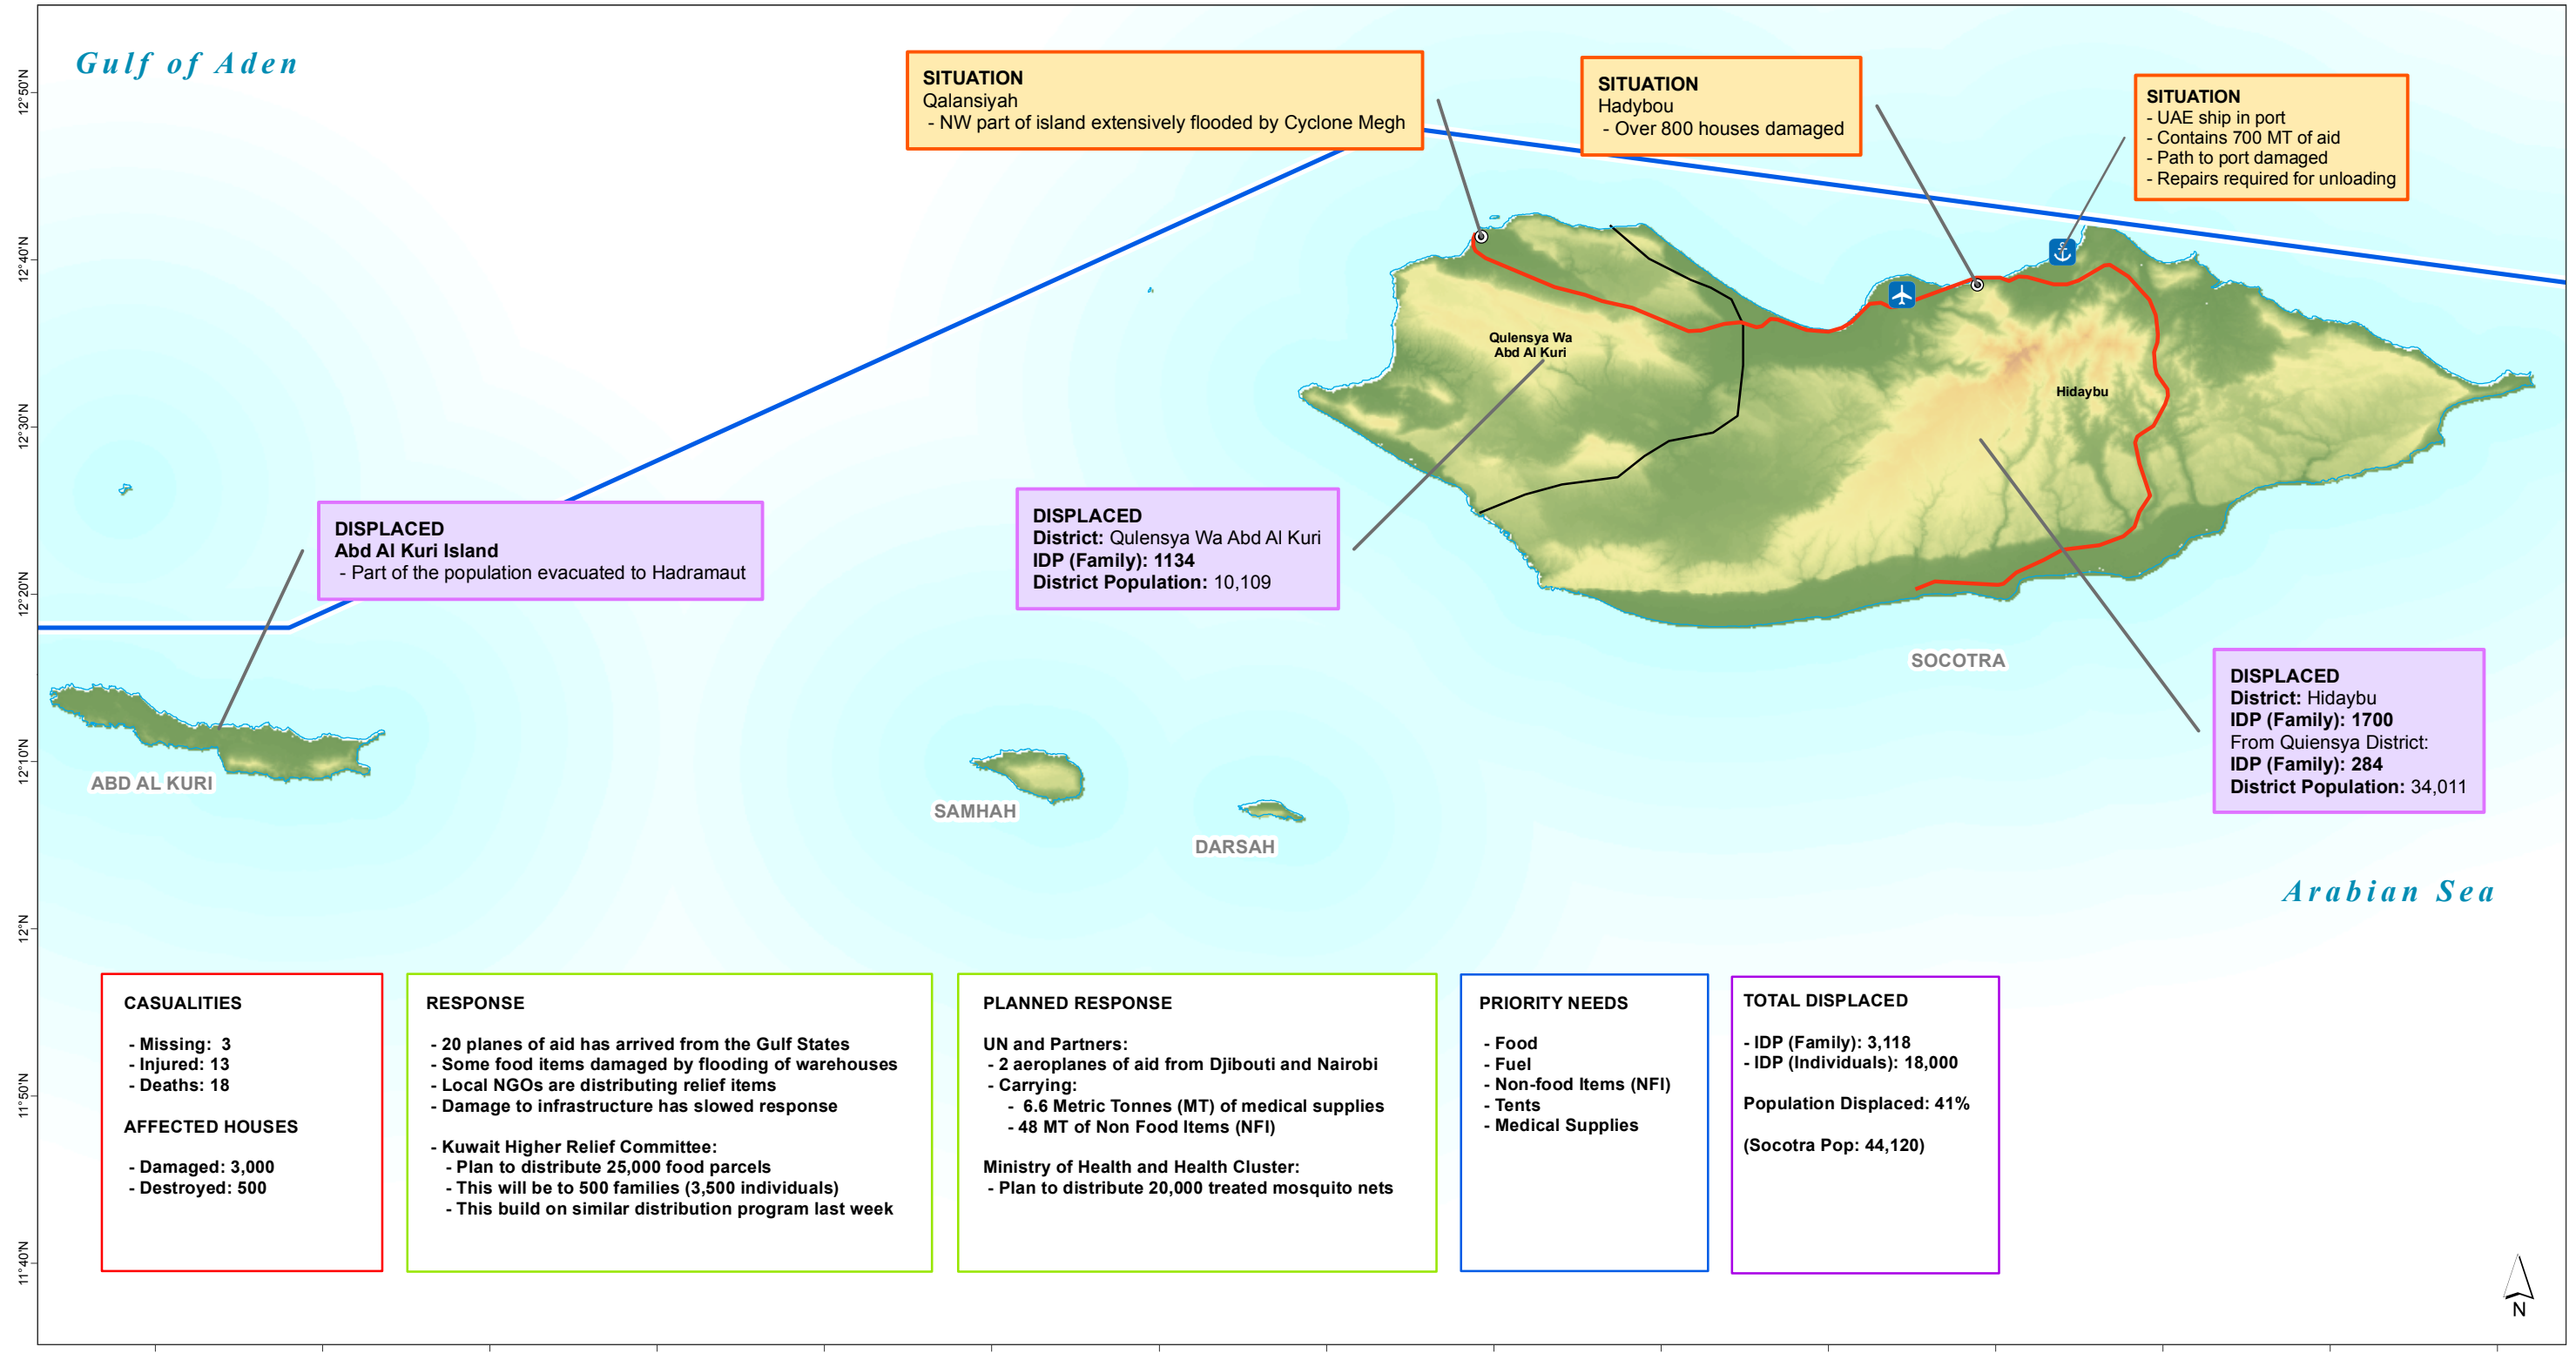 Gulf of Aden
SITUATION
Qalansiyah
- NW part of island extensively flooded by Cyclone Megh
SITUATION
Hadybou
- Over 800 houses damaged
SITUATION
- UAE ship in port
- Contains 700 MT of aid
- Path to port damaged
- Repairs required for unloading
12°50'N
12°40'N
12°30'N
12°20'N
12°10'N
12°N
11°50'N
11°40'N
Qulensya Wa
Abd Al Kuri
Hidaybu
DISPLACED
Abd Al Kuri Island
- Part of the population evacuated to Hadramaut
DISPLACED
District: Qulensya Wa Abd Al Kuri
IDP (Family): 1134
District Population: 10,109
SOCOTRA
DISPLACED
District: Hidaybu
IDP (Family): 1700
From Quiensya District:
IDP (Family): 284
District Population: 34,011
ABD AL KURI
SAMHAH
DARSAH
Arabian Sea
CASUALITIES
- Missing: 3
- Injured: 13
- Deaths: 18
AFFECTED HOUSES
- Damaged: 3,000
- Destroyed: 500
RESPONSE
- 20 planes of aid has arrived from the Gulf States
- Some food items damaged by flooding of warehouses
- Local NGOs are distributing relief items
- Damage to infrastructure has slowed response
- Kuwait Higher Relief Committee:
- Plan to distribute 25,000 food parcels
- This will be to 500 families (3,500 individuals)
- This build on similar distribution program last week
PLANNED RESPONSE
UN and Partners:
- 2 aeroplanes of aid from Djibouti and Nairobi
- Carrying:
- 6.6 Metric Tonnes (MT) of medical supplies
- 48 MT of Non Food Items (NFI)
Ministry of Health and Health Cluster:
- Plan to distribute 20,000 treated mosquito nets
PRIORITY NEEDS
- Food
- Fuel
- Non-food Items (NFI)
- Tents
- Medical Supplies
TOTAL DISPLACED
- IDP (Family): 3,118
- IDP (Individuals): 18,000
Population Displaced: 41%
(Socotra Pop: 44,120)
N